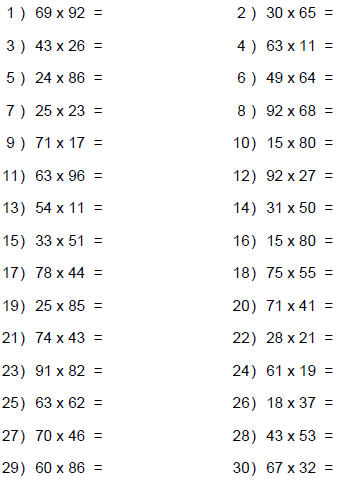 1 ) 69 x 92 = 2 ) 30 x 65 =
3 ) 43 x 26 = 4 ) 63 x 11 =
5 ) 24 x 86 = 6 ) 49 x 64 =
7 ) 25 x 23 = 8 ) 92 x 68 =
9 ) 71 x 17 = 10) 15 x 80 =
11) 63 x 96 = 12) 92 x 27 =
13) 54 x 11 = 14) 31 x 50 =
15) 33 x 51 = 16) 15 x 80 =
17) 78 x 44 = 18) 75 x 55 =
19) 25 x 85 = 20) 71 x 41 =
21) 74 x 43 = 22) 28 x 21 =
23) 91 x 82 = 24) 61 x 19 =
25) 63 x 62 = 26) 18 x 37 =
27) 70 x 46 = 28) 43 x 53 =
29) 60 x 86 = 30) 67 x 32 =